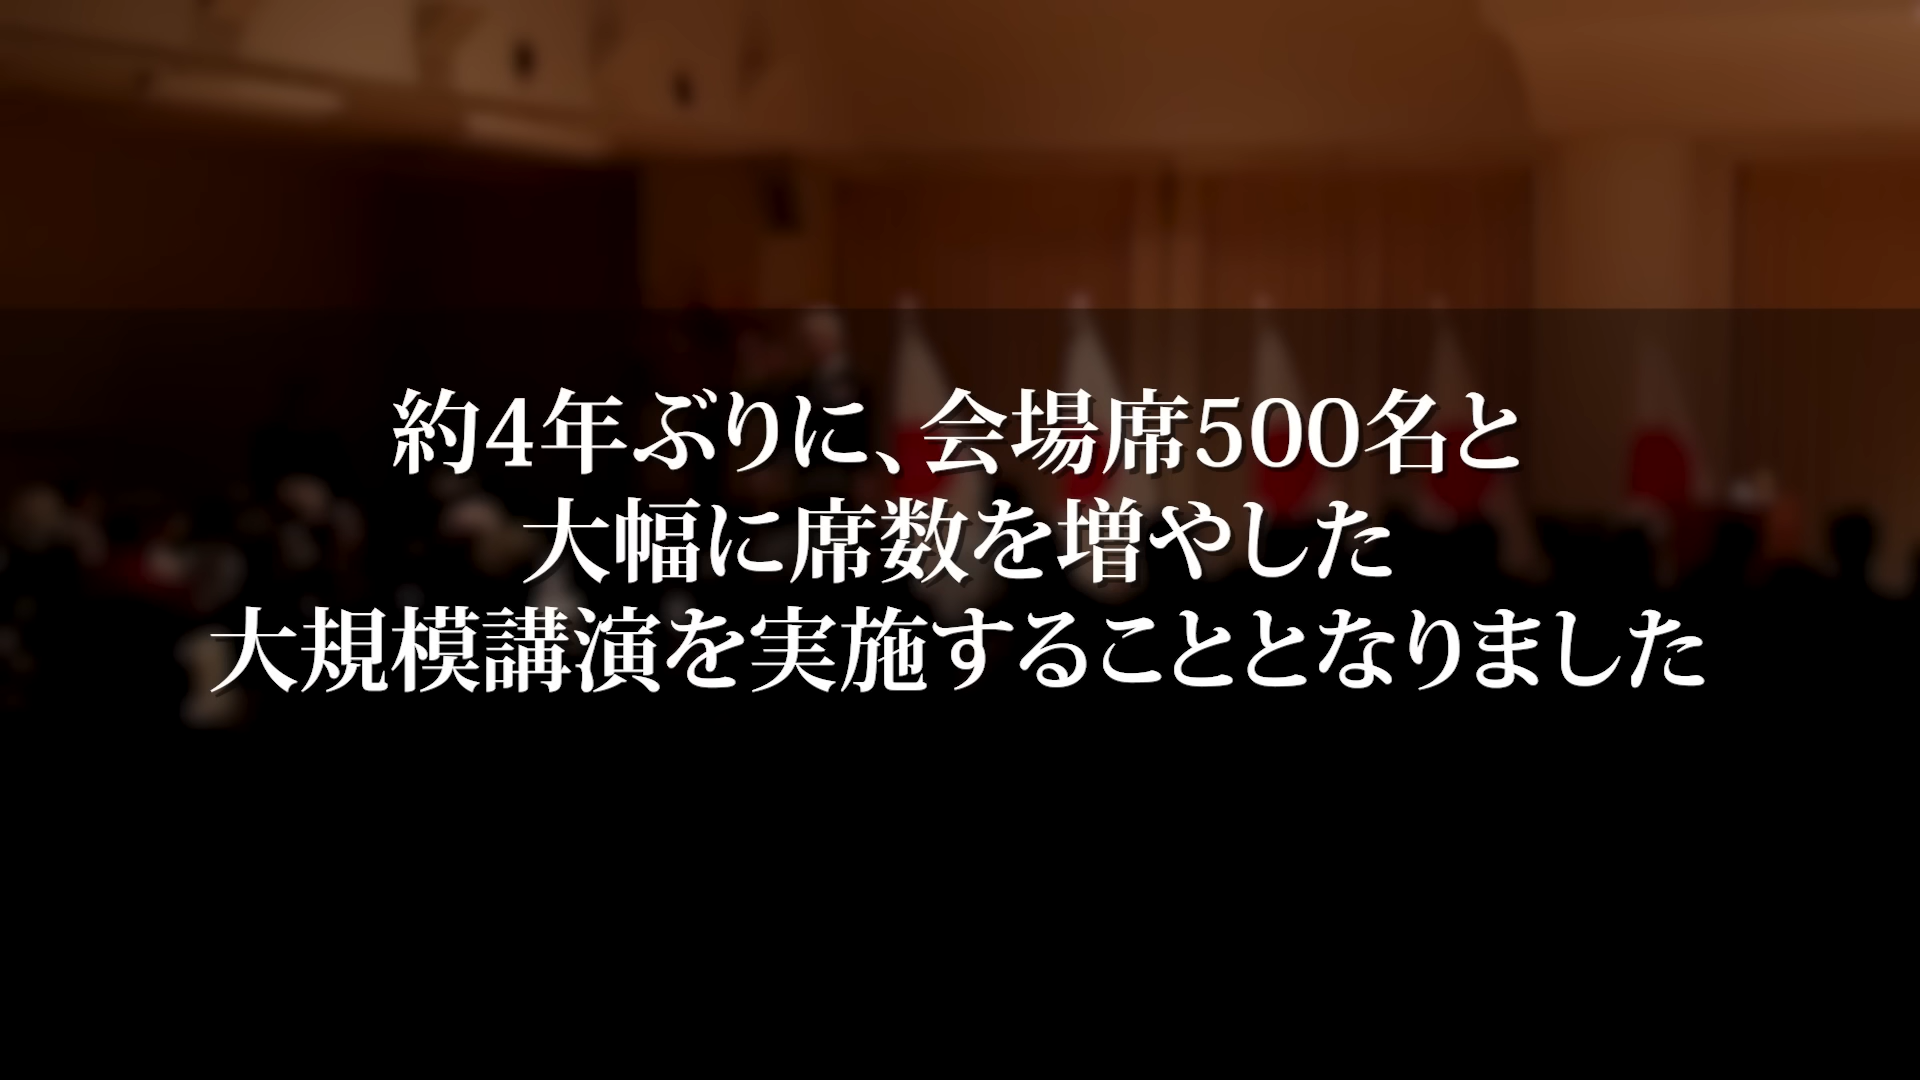 約4年ぶりに、会場席500名と
大幅に席数を増やした
大規模講演を実施することとなりました